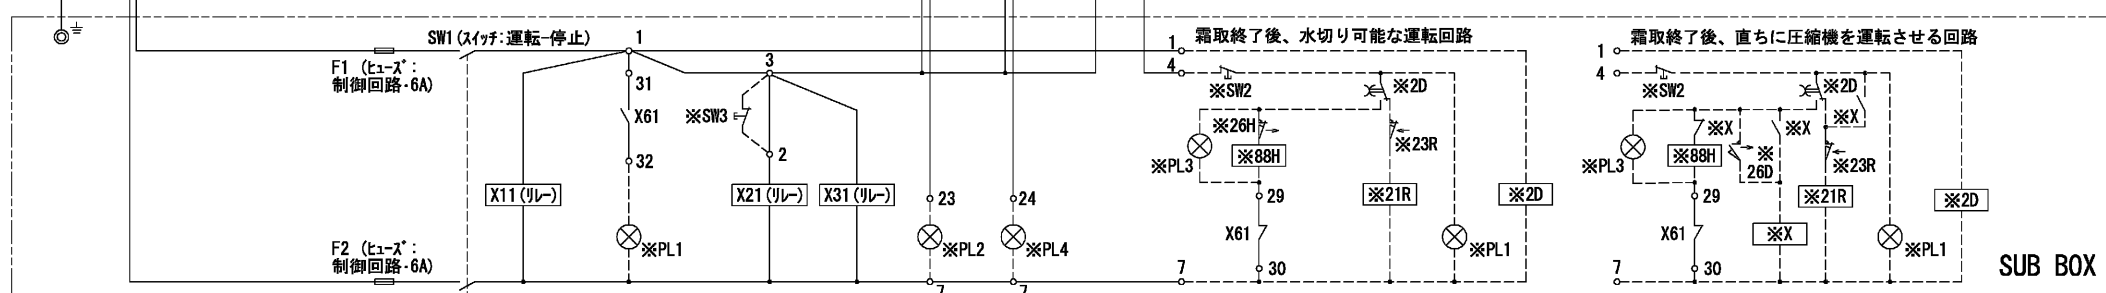 SW1(スイッチ:運転-停止)
F1 (ヒューズ:
制御回路・6A)
F2 (ヒューズ:
制御回路・6A)
1
31
X61
32
※PL1
X11(リレー)
3
※SW3
2
X21(リレー)
X31(リレー)
23
※PL2
7
24
※PL4
7
霜取終了後、水切り可能な運転回路
1
4
※SW2
※2D
※26H
※23R
※PL3
※88H
29
※21R
※2D
X61
※PL1
30
7
霜取終了後、直ちに圧縮機を運転させる回路
1
4
※SW2
※2D
※X
※X
※X
※PL3
※88H
※
26D
※23R
29
※21R
※2D
X61
※X
※PL1
30
7
SUB BOX